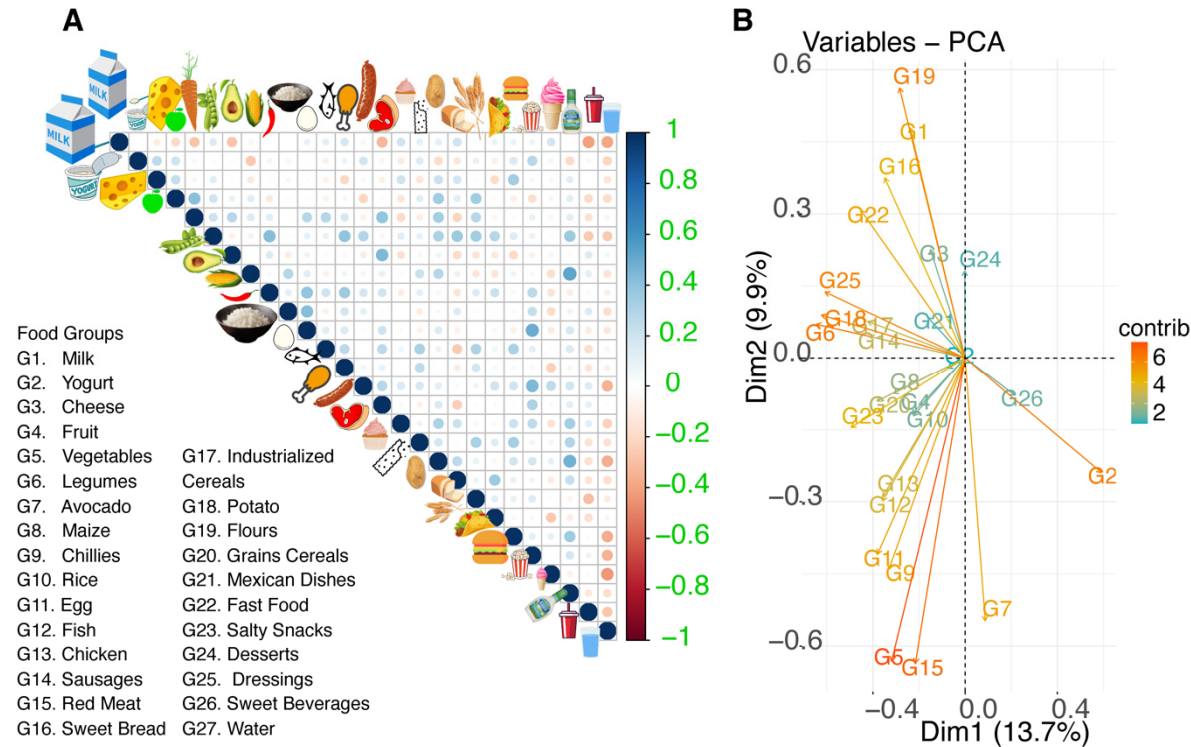 A
B
MILK
MILK
YOGURT
1
0.8
0.6
0.4
0.2
0
−0.2
−0.4
−0.6
−0.8
−1
Food Groups
G1. Milk
G2. Yogurt
G3. Cheese
G4. Fruit
G5. Vegetables
G6. Legumes
G7. Avocado
G8. Maize
G9. Chillies
G10. Rice
G11. Egg
G12. Fish
G13. Chicken
G14. Sausages
G15. Red Meat
G16. Sweet Bread
G17. Industrialized
Cereals
G18. Potato
G19. Flours
G20. Grains Cereals
G21. Mexican Dishes
G22. Fast Food
G23. Salty Snacks
G24. Desserts
G25. Dressings
G26. Sweet Beverages
G27. Water
Variables − PCA
0.6
0.3
0.0
−0.3
−0.6
Dim2 (9.9%)
G19
G1
G16
G22
G3
G24
G25
G18
G17
G21
G6
G14
G8
G26
G20
G4
G23
G10
G2
G13
G12
G11
G9
G7
G5
G15
−0.4
0.0
0.4
Dim1 (13.7%)
contrib
6
4
2